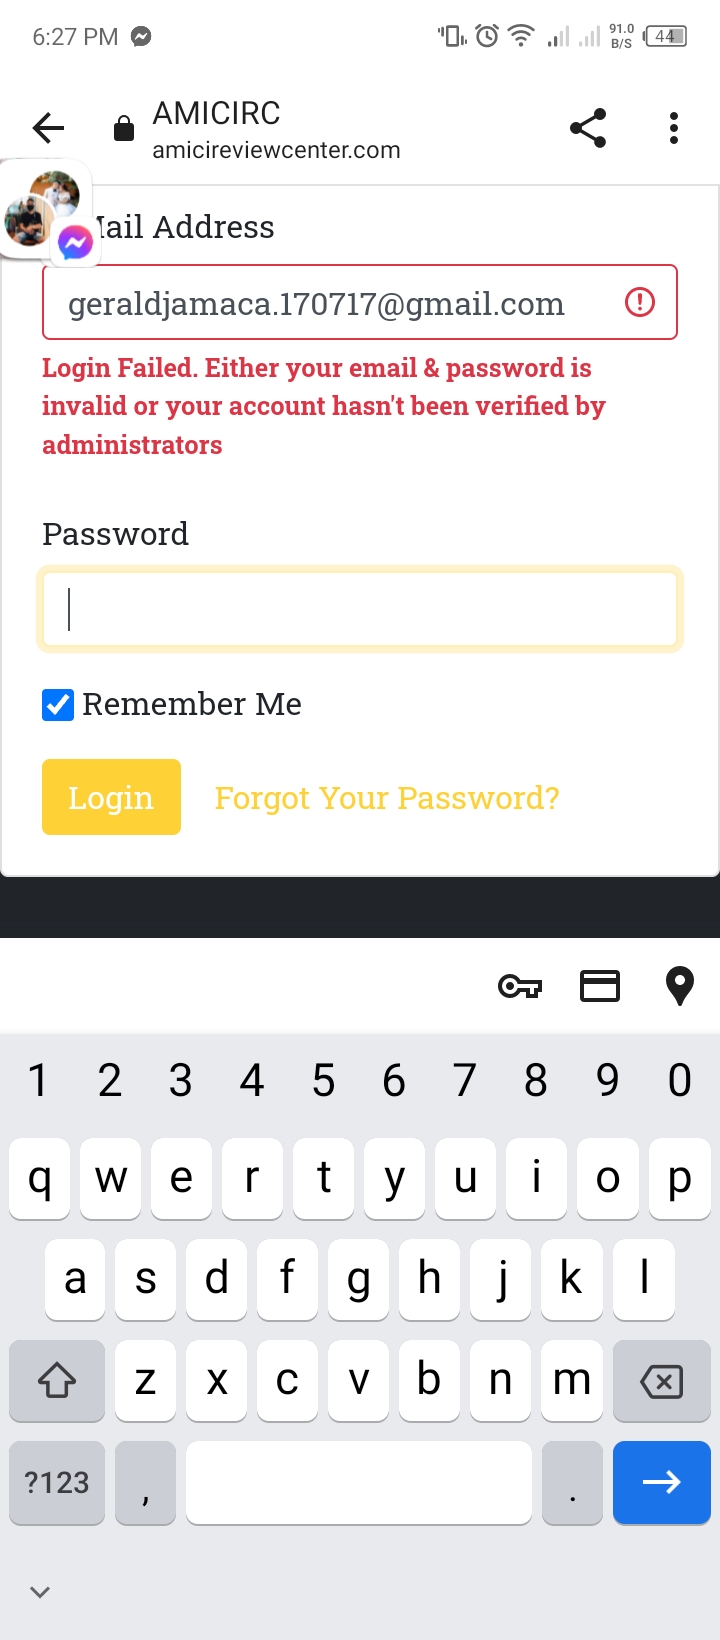 6:27 PM 91.0 B/S 44
AMICIRC
amicireviewcenter.com
ail Address
geraldjamaca.170717@gmail.com
Login Failed. Either your email & password is
invalid or your account hasn't been verified by
administrators
Password
Remember Me
Login Forgot Your Password?
1 2 3 4 5 6 7 8 9 0
q w e r t y u i o p
a s d f g h j k l
z x c v b n m
?123 , .